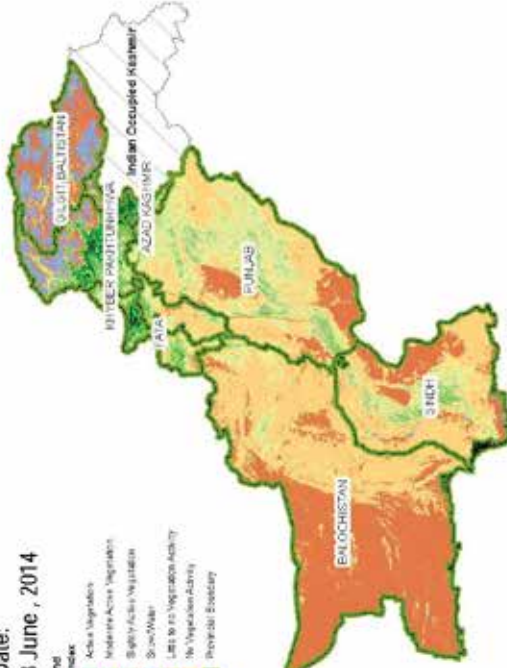 Date:
June, 2014
Active Vegetation
Moderate Active Vegetation
Slightly Active Vegetation
Snow/Water
Little to no Vegetation Activity
No Vegetation Activity
Provincial Boundary
GILGIT BALTISTAN
KHYBER PAKHTUNKHWA
Indian Occupied Kashmir
AZAD KASHMIR
FATA
PUNJAB
BALOCHISTAN
SINDH